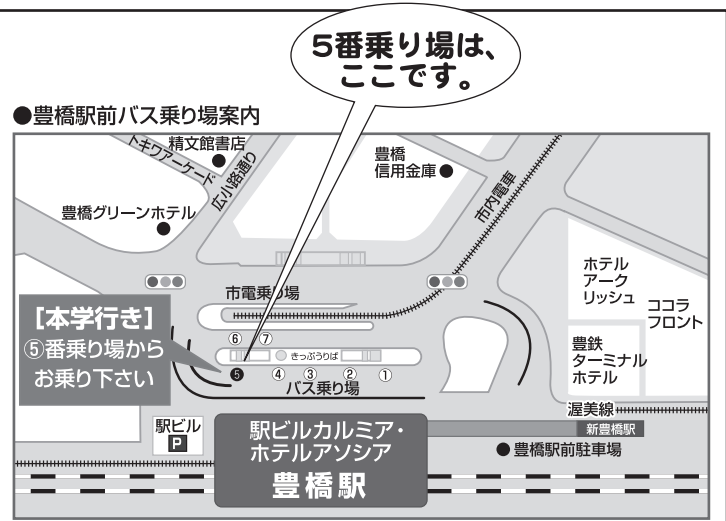 5番乗り場は、
ここです。
●豊橋駅前バス乗り場案内
精文館書店
トキワアーケード
広小路通り
豊橋
信用金庫
市内電車
豊橋グリーンホテル
ホテル
アーク
リッシュ
ココラ
フロント
市電乗り場
[本学行き]
⑤番乗り場から
お乗り下さい
⑥ ⑦
きっぷうりば
❺ ④ ③ ② ①
バス乗り場
豊鉄
ターミナル
ホテル
渥美線
新豊橋駅
駅ビル
P
駅ビルカルミア・
ホテルアソシア
豊橋駅
豊橋駅前駐車場